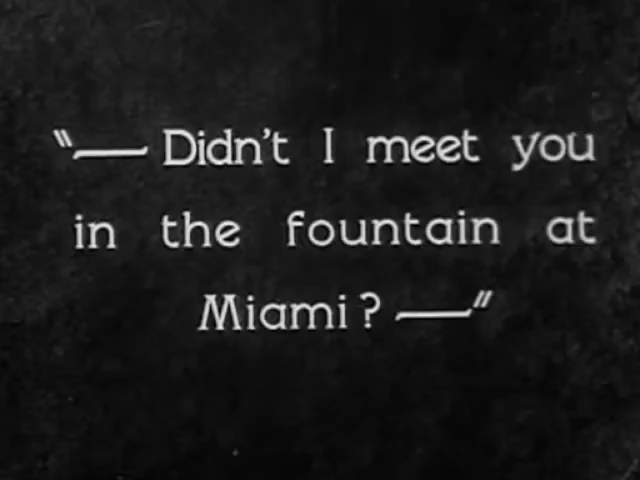 "— Didn't I meet you
in the fountain at
Miami? —"